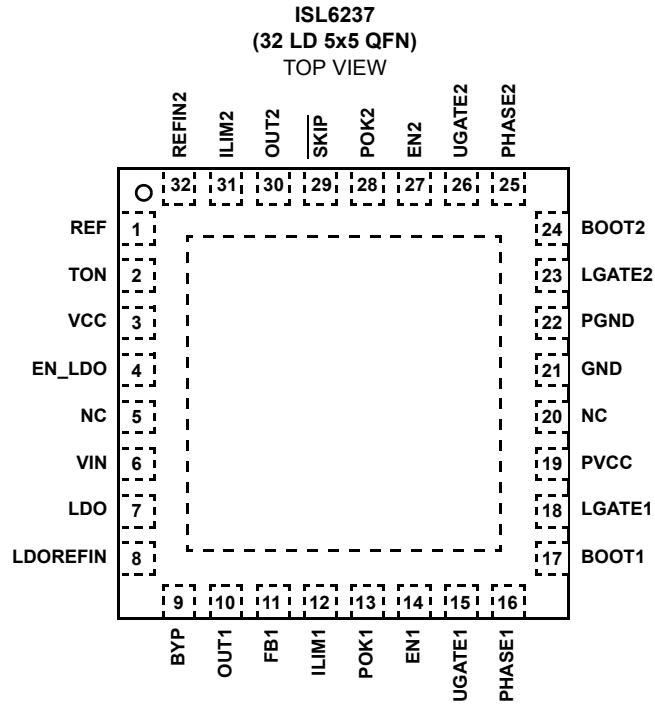 ISL6237
(32 LD 5x5 QFN)
TOP VIEW
REFIN2
ILIM2
OUT2
SKIP
POK2
EN2
UGATE2
PHASE2
32 31 30 29 28 27 26 25
REF 1
TON 2
VCC 3
EN_LDO 4
NC 5
VIN 6
LDO 7
LDOREFIN 8
24 BOOT2
23 LGATE2
22 PGND
21 GND
20 NC
19 PVCC
18 LGATE1
17 BOOT1
9 10 11 12 13 14 15 16
BYP
OUT1
FB1
ILIM1
POK1
EN1
UGATE1
PHASE1